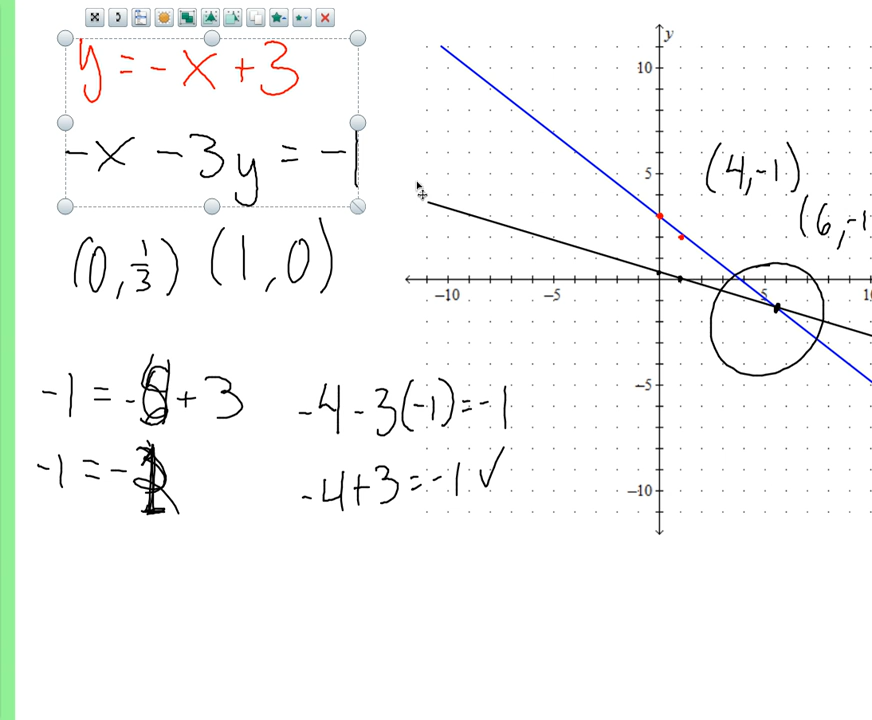 y = -x + 3
-x - 3y = -1
(0, 1/3) (1, 0)
-1 = - + 3
-1 = -
-4 - 3(-1) = -1
-4 + 3 = -1 ✓
y
10
5
-10
-5
5
10
-5
-10
(4, -1)
(6, -1